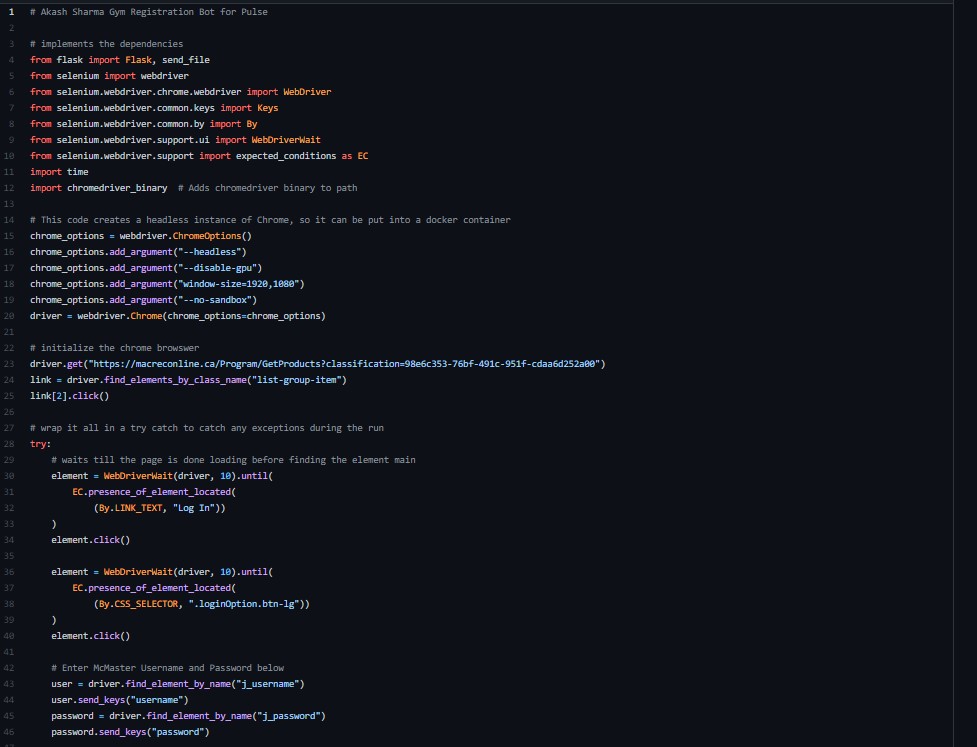 1 # Akash Sharma Gym Registration Bot for Pulse
2
3 # implements the dependencies
4 from flask import Flask, send_file
5 from selenium import webdriver
6 from selenium.webdriver.chrome.webdriver import WebDriver
7 from selenium.webdriver.common.keys import Keys
8 from selenium.webdriver.common.by import By
9 from selenium.webdriver.support.ui import WebDriverWait
10 from selenium.webdriver.support import expected_conditions as EC
11 import time
12 import chromedriver_binary  # Adds chromedriver binary to path
13
14 # This code creates a headless instance of Chrome, so it can be put into a docker container
15 chrome_options = webdriver.ChromeOptions()
16 chrome_options.add_argument("--headless")
17 chrome_options.add_argument("--disable-gpu")
18 chrome_options.add_argument("window-size=1920,1080")
19 chrome_options.add_argument("--no-sandbox")
20 driver = webdriver.Chrome(chrome_options=chrome_options)
21
22 # initialize the chrome browswer
23 driver.get("https://macreconline.ca/Program/GetProducts?classification=98e6c353-76bf-491c-951f-cdaa6d252a00")
24 link = driver.find_elements_by_class_name("list-group-item")
25 link[2].click()
26
27 # wrap it all in a try catch to catch any exceptions during the run
28 try:
29     # waits till the page is done loading before finding the element main
30     element = WebDriverWait(driver, 10).until(
31         EC.presence_of_element_located(
32             (By.LINK_TEXT, "Log In"))
33     )
34     element.click()
35
36     element = WebDriverWait(driver, 10).until(
37         EC.presence_of_element_located(
38             (By.CSS_SELECTOR, ".loginOption.btn-lg"))
39     )
40     element.click()
41
42     # Enter McMaster Username and Password below
43     user = driver.find_element_by_name("j_username")
44     user.send_keys("username")
45     password = driver.find_element_by_name("j_password")
46     password.send_keys("password")